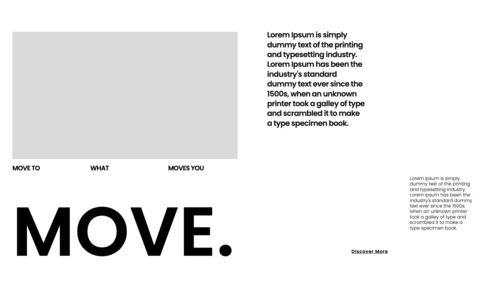 Lorem Ipsum is simply
dummy text of the printing
and typesetting industry.
Lorem Ipsum has been the
industry's standard
dummy text ever since the
1500s, when an unknown
printer took a galley of type
and scrambled it to make
a type specimen book.
MOVE TO
WHAT
MOVES YOU
MOVE.
Lorem Ipsum is simply
dummy text of the printing
and typesetting industry.
Lorem Ipsum has been the
industry's standard dummy
text ever since the 1500s,
when an unknown printer
took a galley of type and
scrambled it to make a
type specimen book.
Discover More